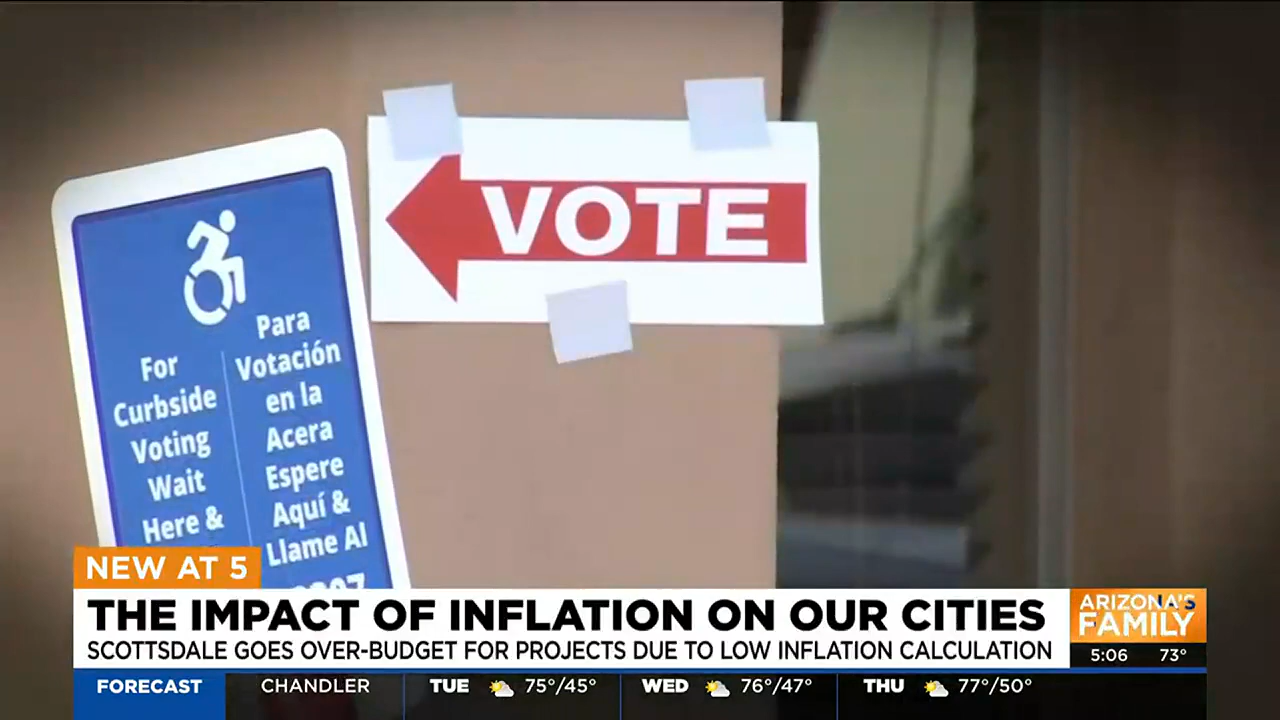 VOTE
For
Curbside
Voting
Wait
Here &
Para
Votación
en la
Acera
Espere
Aquí &
Llame Al
NEW AT 5
THE IMPACT OF INFLATION ON OUR CITIES
SCOTTSDALE GOES OVER-BUDGET FOR PROJECTS DUE TO LOW INFLATION CALCULATION
ARIZONA'S
FAMILY
5:06 73°
FORECAST CHANDLER TUE 75°/45° WED 76°/47° THU 77°/50°